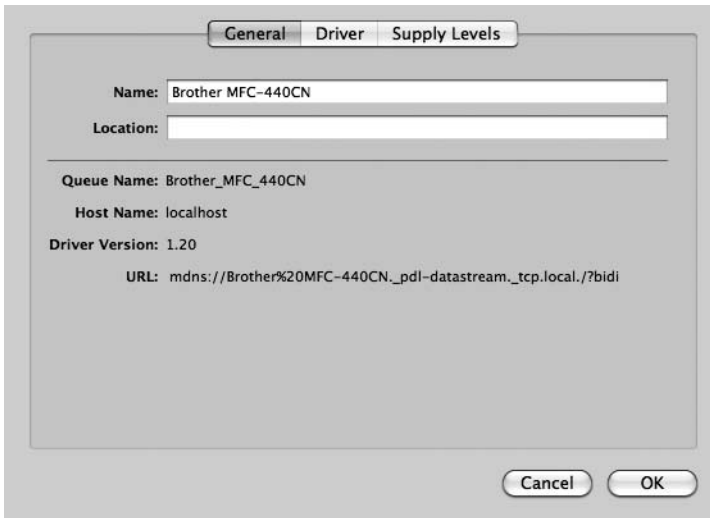 General Driver Supply Levels
Name: Brother MFC-440CN
Location:
Queue Name: Brother_MFC_440CN
Host Name: localhost
Driver Version: 1.20
URL: mdns://Brother%20MFC-440CN._pdl-datastream._tcp.local./?bidi
Cancel OK